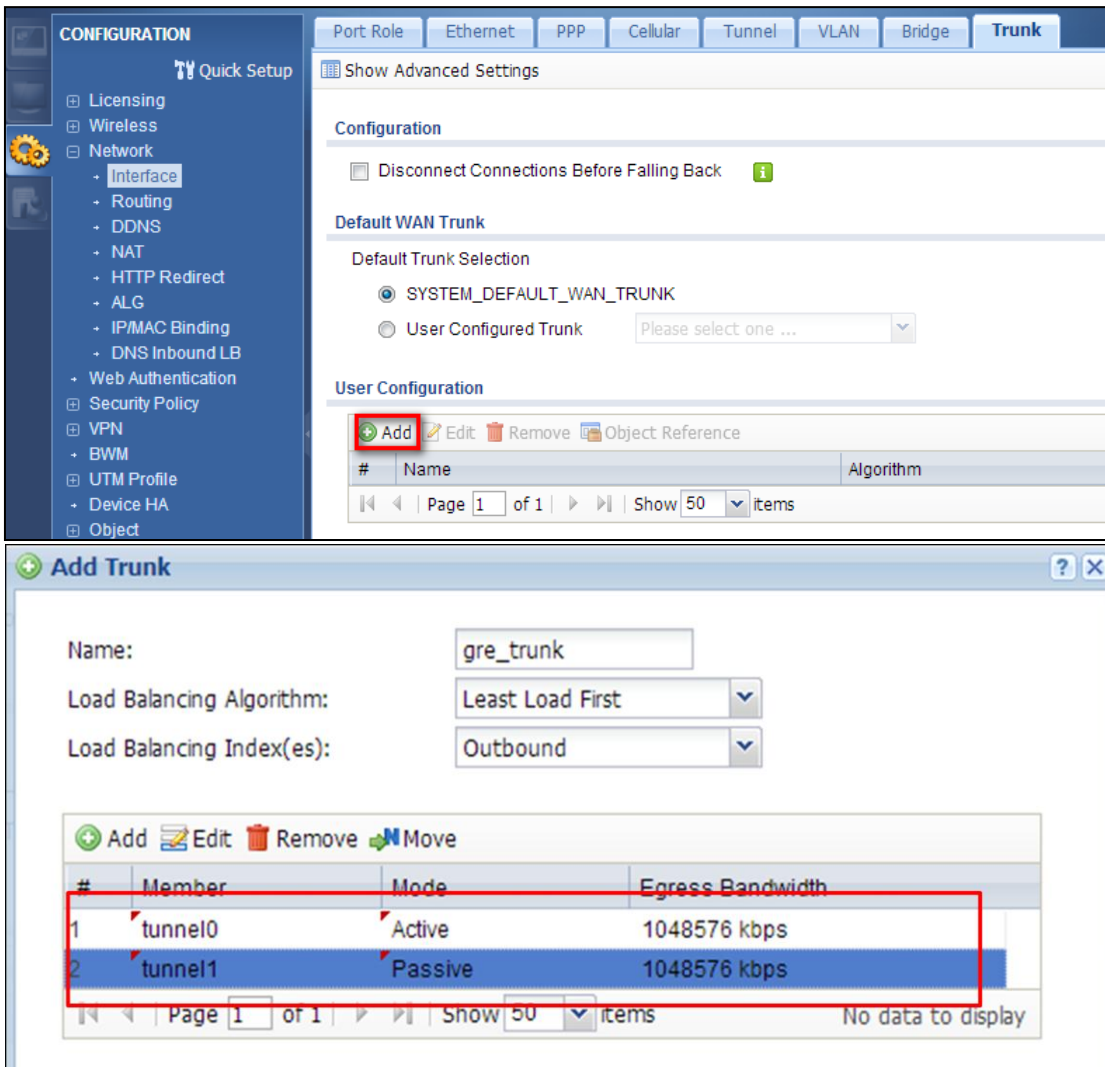 CONFIGURATION
Quick Setup
Licensing
Wireless
Network
Interface
Routing
DDNS
NAT
HTTP Redirect
ALG
IP/MAC Binding
DNS Inbound LB
Web Authentication
Security Policy
VPN
BWM
UTM Profile
Device HA
Object
Port Role Ethernet PPP Cellular Tunnel VLAN Bridge Trunk
Show Advanced Settings
Configuration
Disconnect Connections Before Falling Back
Default WAN Trunk
Default Trunk Selection
SYSTEM_DEFAULT_WAN_TRUNK
User Configured Trunk Please select one ...
User Configuration
Add Edit Remove Object Reference
# Name Algorithm
Page 1 of 1 Show 50 items
Add Trunk
Name: gre_trunk
Load Balancing Algorithm: Least Load First
Load Balancing Index(es): Outbound
Add Edit Remove Move
# Member Mode Egress Bandwidth
1 tunnel0 Active 1048576 kbps
2 tunnel1 Passive 1048576 kbps
Page 1 of 1 Show 50 items No data to display